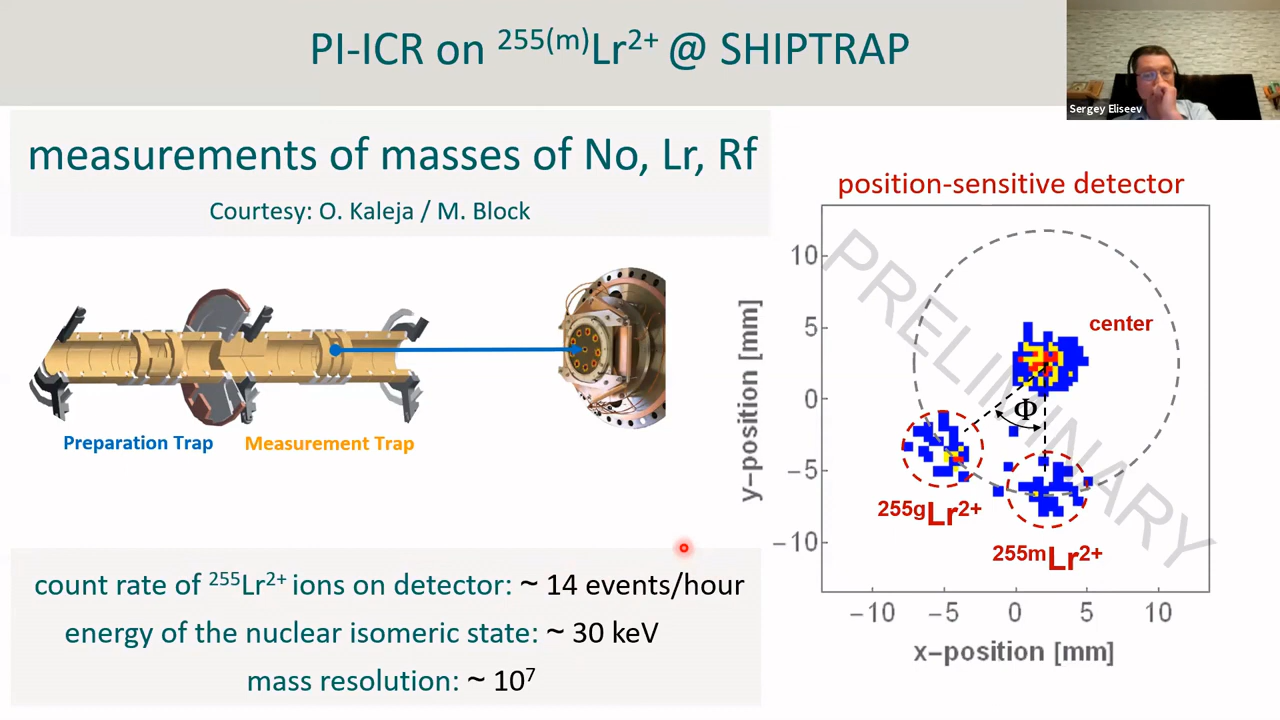 PI-ICR on ²⁵⁵⁽ᵐ⁾Lr²⁺ @ SHIPTRAP
Sergey Eliseev
measurements of masses of No, Lr, Rf
Courtesy: O. Kaleja / M. Block
Preparation Trap
Measurement Trap
count rate of ²⁵⁵Lr²⁺ ions on detector: ~ 14 events/hour
energy of the nuclear isomeric state: ~ 30 keV
mass resolution: ~ 10⁷
position-sensitive detector
PRELIMINARY
center
Φ
²⁵⁵ᵍLr²⁺
²⁵⁵ᵐLr²⁺
y-position [mm]
10
5
0
−5
−10
−10
−5
0
5
10
x-position [mm]